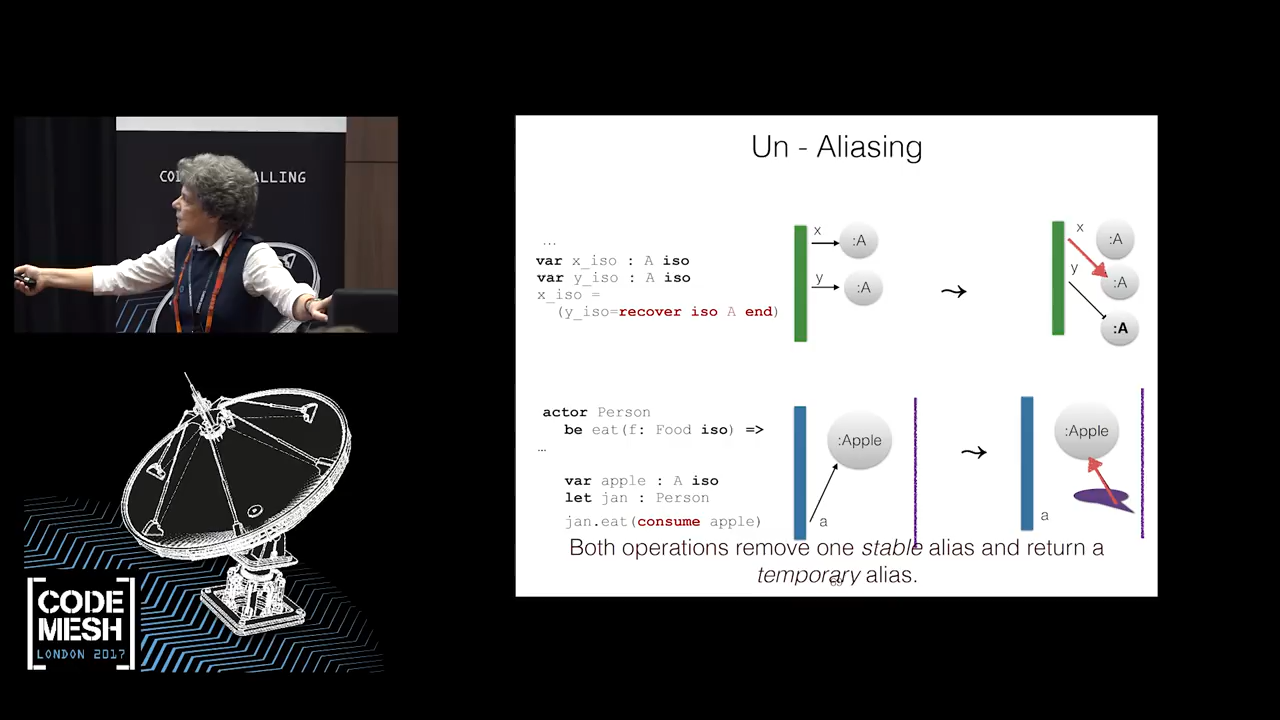 CO ALLING
Un - Aliasing
...
var x_iso : A iso
var y_iso : A iso
x_iso =
(y_iso=recover iso A end)
x
:A
y
:A
x
:A
y
:A
:A
actor Person
be eat(f: Food iso) =>
...
var apple : A iso
let jan : Person
jan.eat(consume apple)
:Apple
a
:Apple
a
Both operations remove one stable alias and return a
temporary alias.
CODE
MESH
LONDON 2017